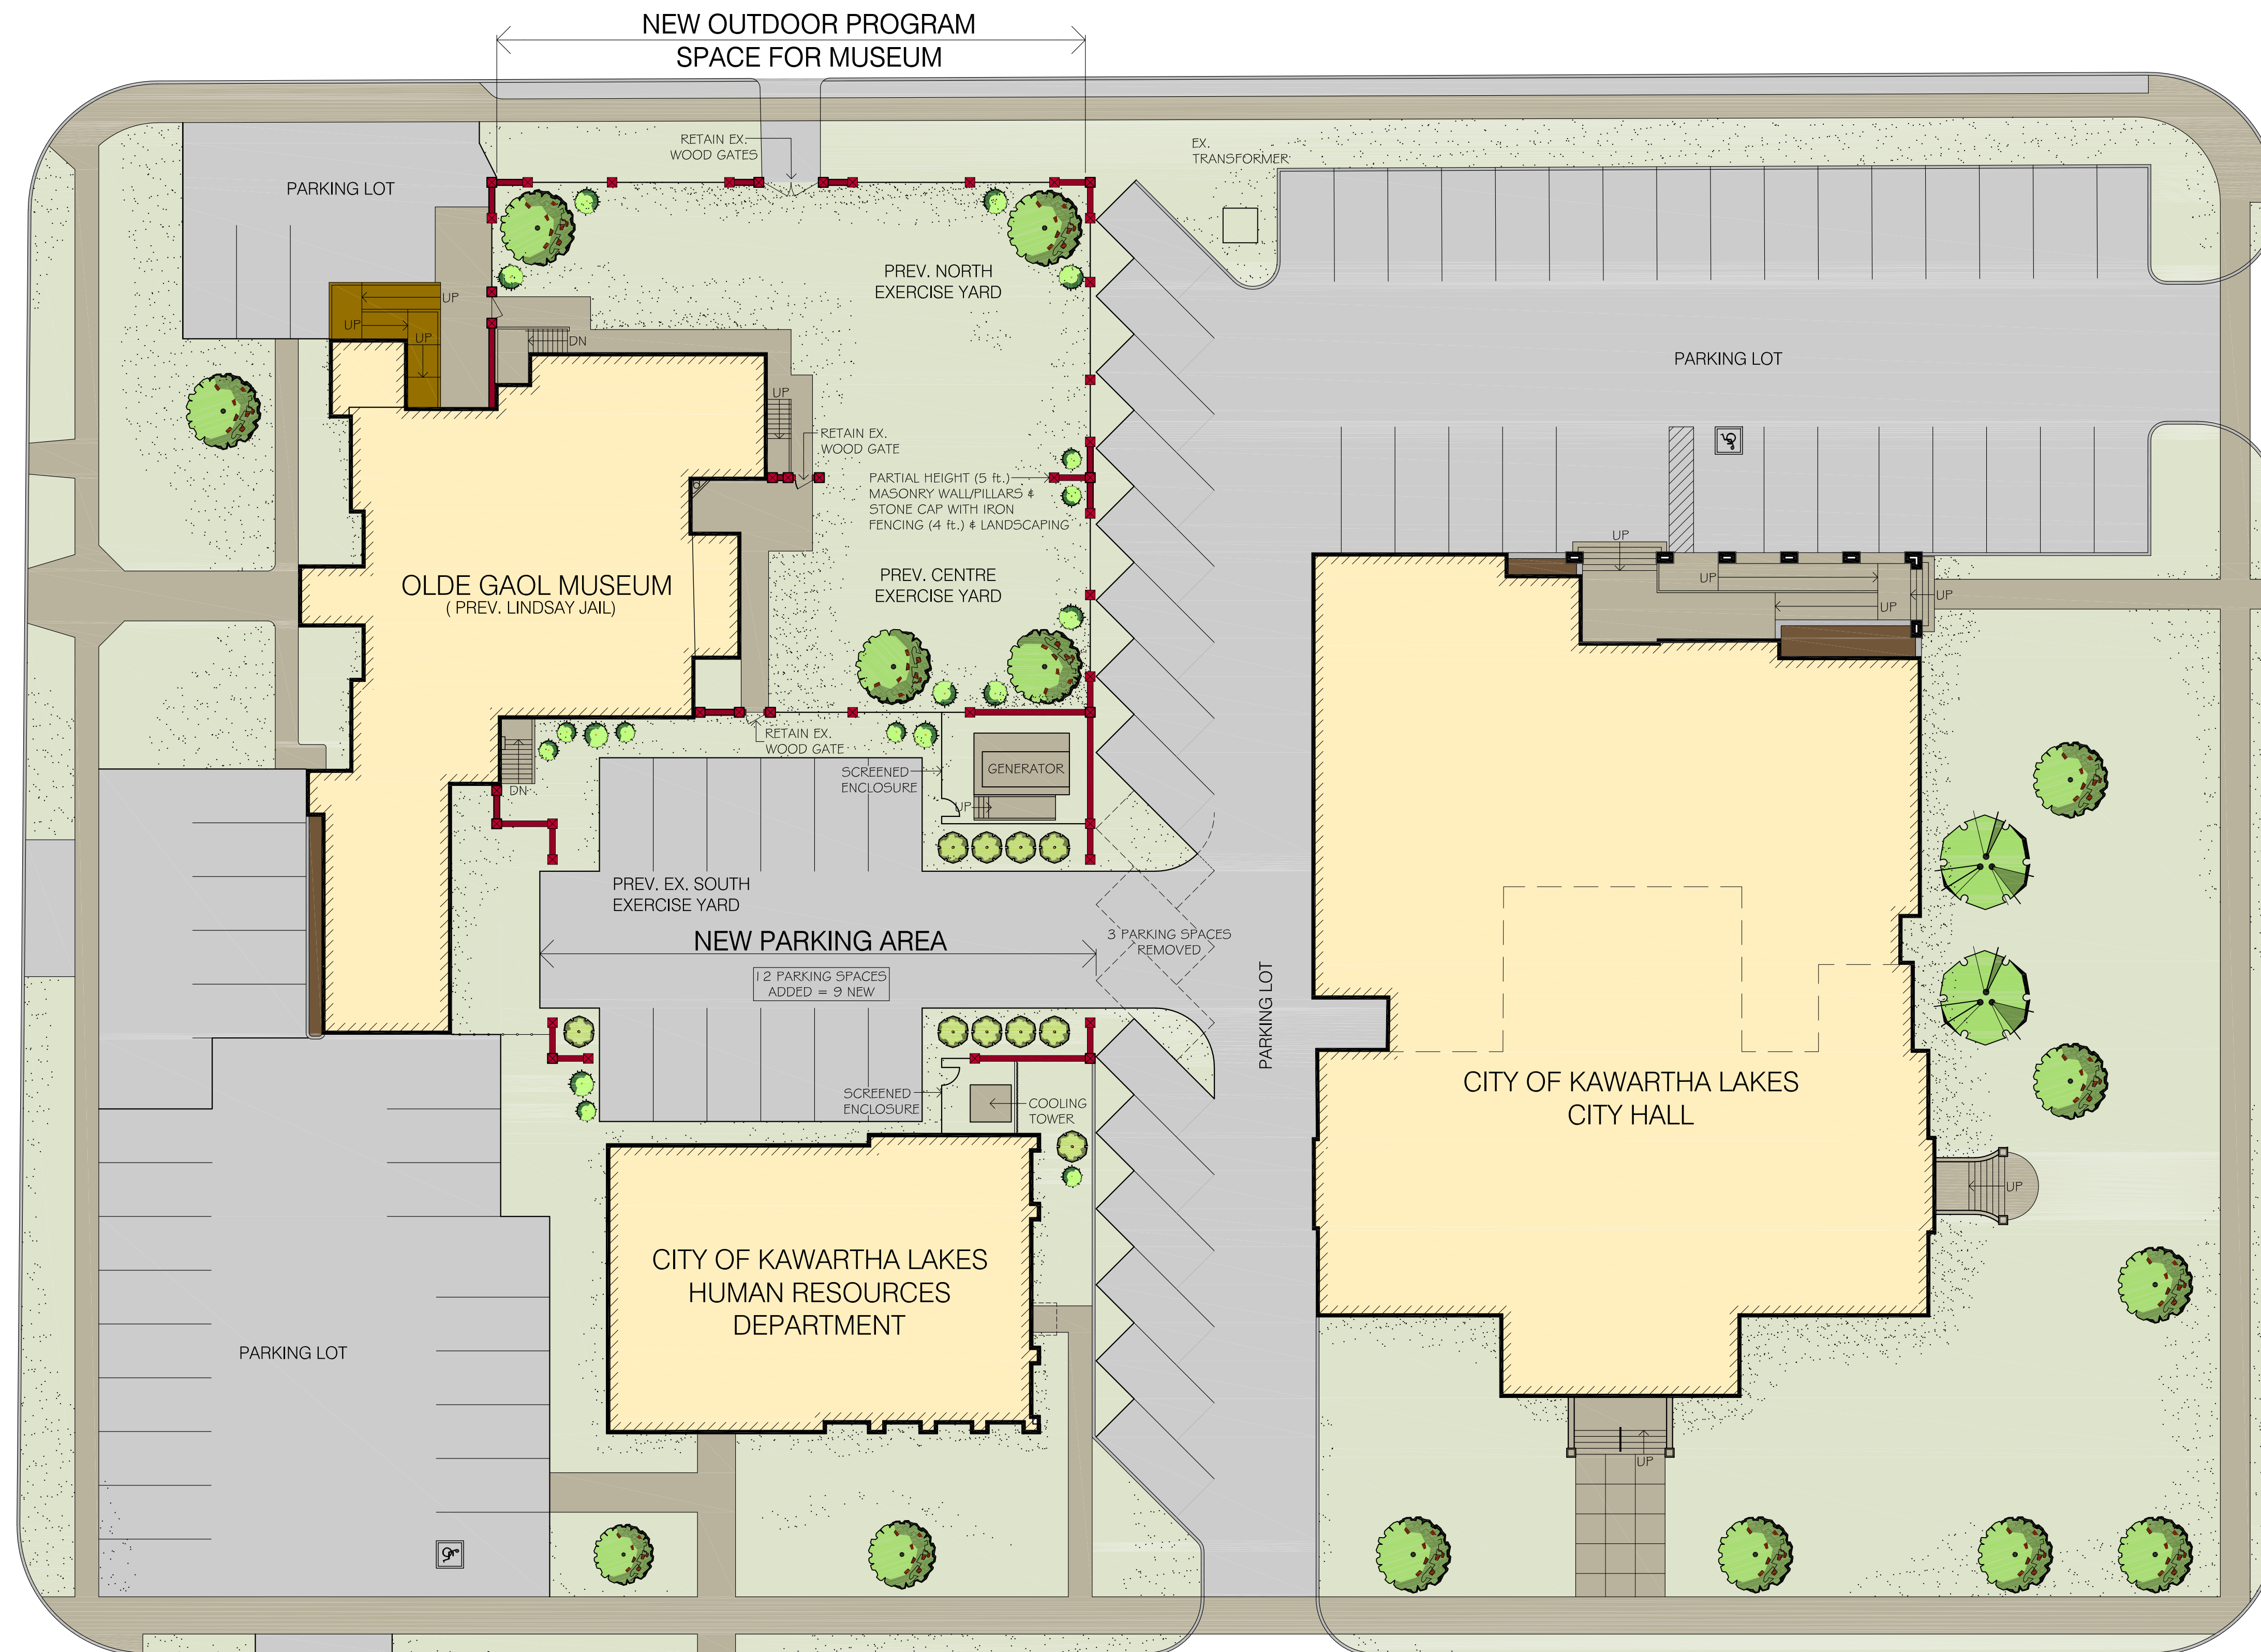 NEW OUTDOOR PROGRAM
SPACE FOR MUSEUM
RETAIN EX.
WOOD GATES
EX.
TRANSFORMER
PARKING LOT
PREV. NORTH
EXERCISE YARD
UP
UP
UP
DN
PARKING LOT
UP
RETAIN EX.
WOOD GATE
PARTIAL HEIGHT (5 ft.)
MASONRY WALL/PILLARS &
STONE CAP WITH IRON
FENCING (4 ft.) & LANDSCAPING
UP
UP
UP
UP
OLDE GAOL MUSEUM
( PREV. LINDSAY JAIL)
PREV. CENTRE
EXERCISE YARD
RETAIN EX.
WOOD GATE
SCREENED
ENCLOSURE
GENERATOR
UP
DN
PREV. EX. SOUTH
EXERCISE YARD
NEW PARKING AREA
12 PARKING SPACES
ADDED = 9 NEW
3 PARKING SPACES
REMOVED
PARKING LOT
SCREENED
ENCLOSURE
COOLING
TOWER
CITY OF KAWARTHA LAKES
CITY HALL
UP
CITY OF KAWARTHA LAKES
HUMAN RESOURCES
DEPARTMENT
PARKING LOT
UP